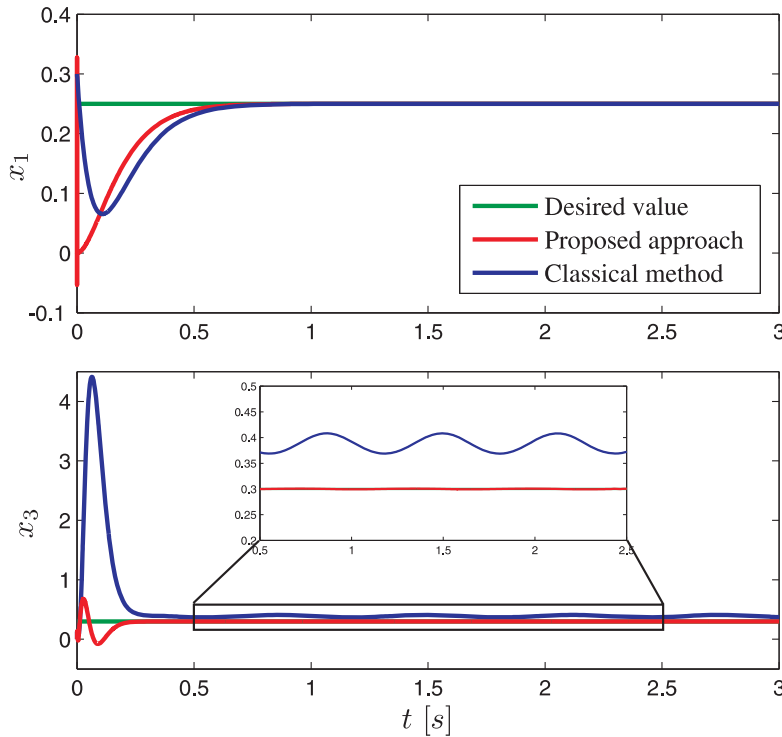 0.4
0.3
0.2
0.1
0
-0.1
x1
Desired value
Proposed approach
Classical method
0 0.5 1 1.5 2 2.5 3
4
3
2
1
0
x3
0.5
0.45
0.4
0.35
0.3
0.25
0.2
0.5 1 1.5 2 2.5
0 0.5 1 1.5 2 2.5 3
t [s]